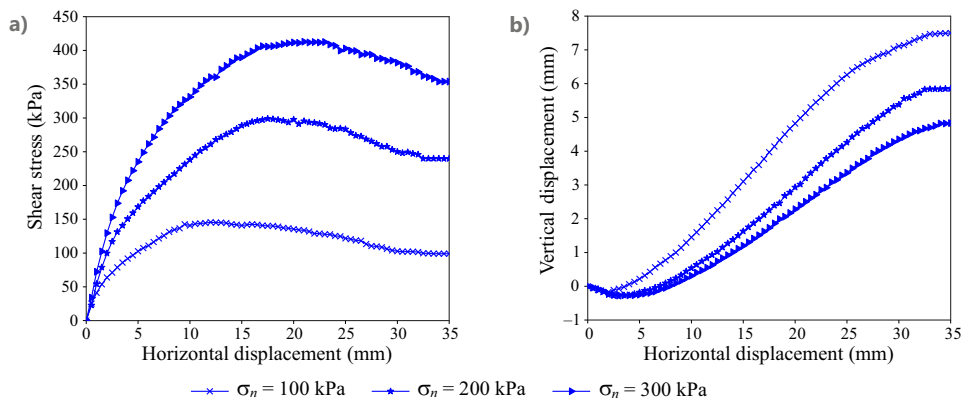 a)
450
400
350
300
250
200
150
100
50
0
Shear stress (kPa)
0 5 10 15 20 25 30 35
Horizontal displacement (mm)
b)
8
7
6
5
4
3
2
1
0
–1
Vertical displacement (mm)
0 5 10 15 20 25 30 35
Horizontal displacement (mm)
σn = 100 kPa σn = 200 kPa σn = 300 kPa